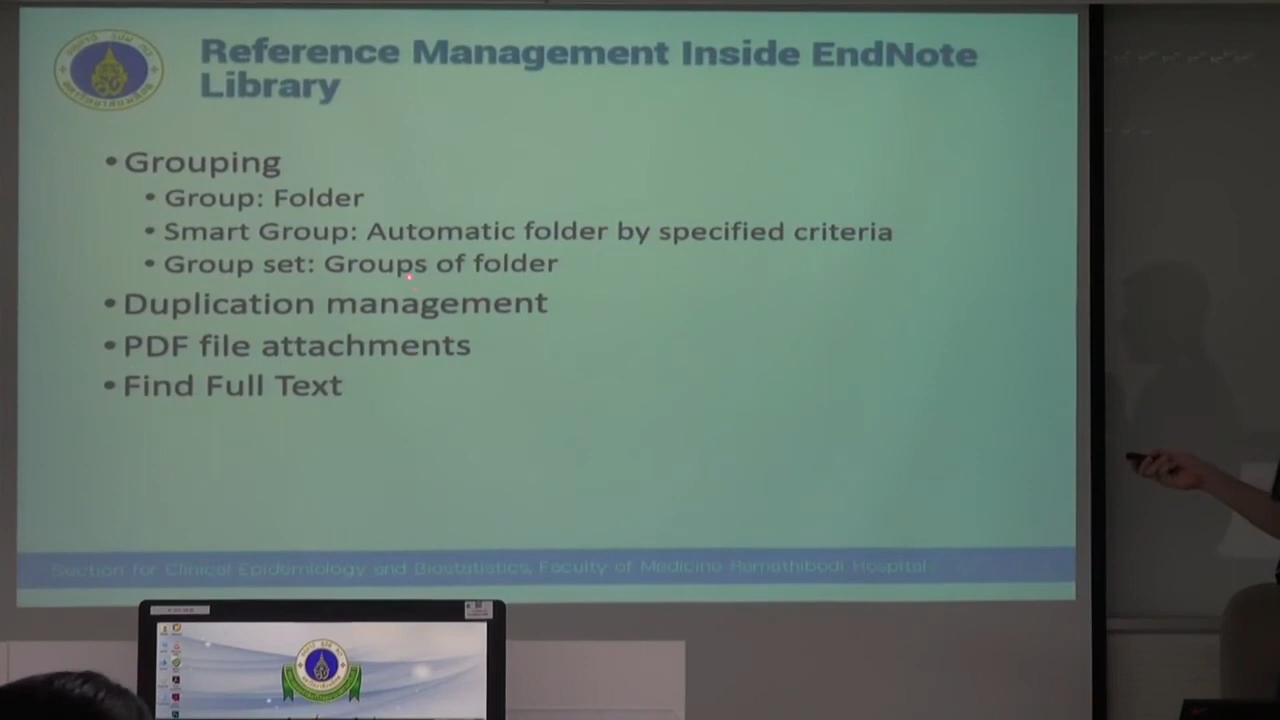 Reference Management Inside EndNote
Library
• Grouping
• Group: Folder
• Smart Group: Automatic folder by specified criteria
• Group set: Groups of folder
• Duplication management
• PDF file attachments
• Find Full Text
Section for Clinical Epidemiology and Biostatistics, Faculty of Medicine Ramathibodi Hospital